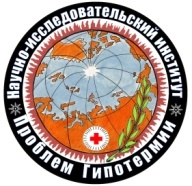 Научно-исследовательский институт
Проблем Гипотермии